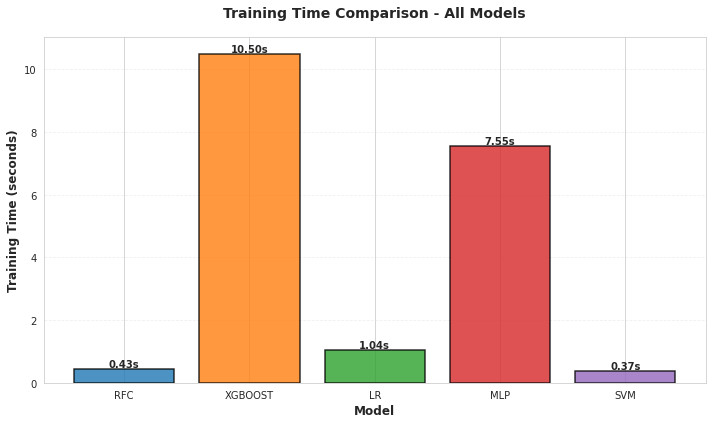 Training Time Comparison - All Models
Training Time (seconds)
10
8
6
4
2
0
0.43s
10.50s
1.04s
7.55s
0.37s
RFC
XGBOOST
LR
MLP
SVM
Model